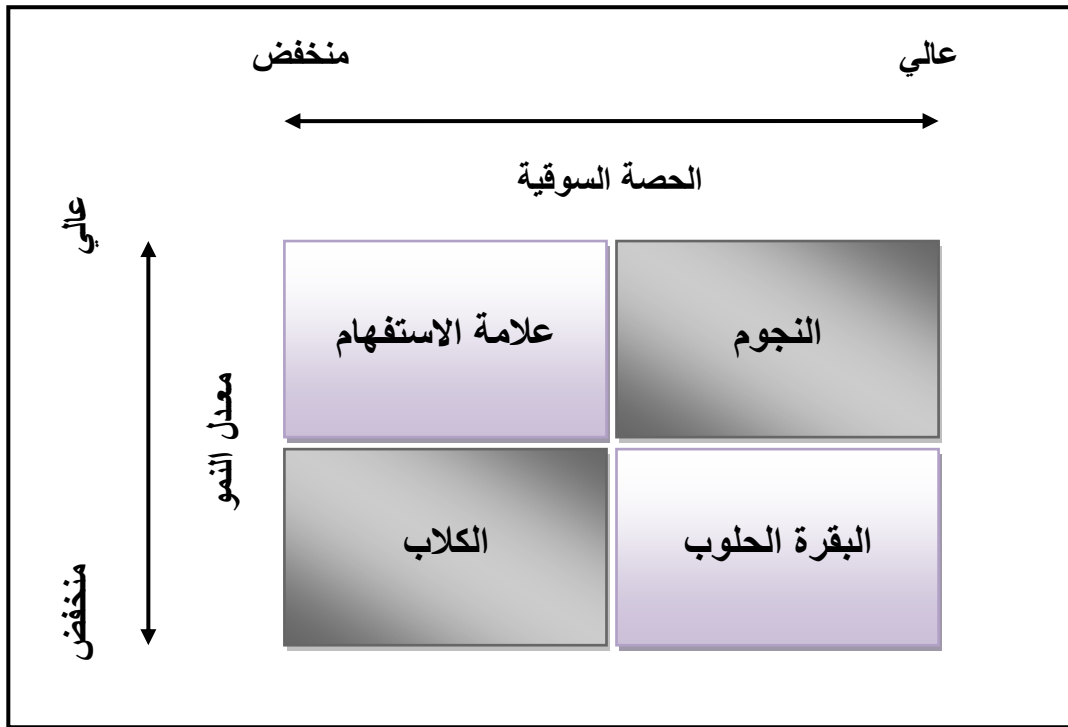 عالي
منخفض
الحصة السوقية
عالي
معدل النمو
منخفض
النجوم
علامة الاستفهام
البقرة الحلوب
الكلاب